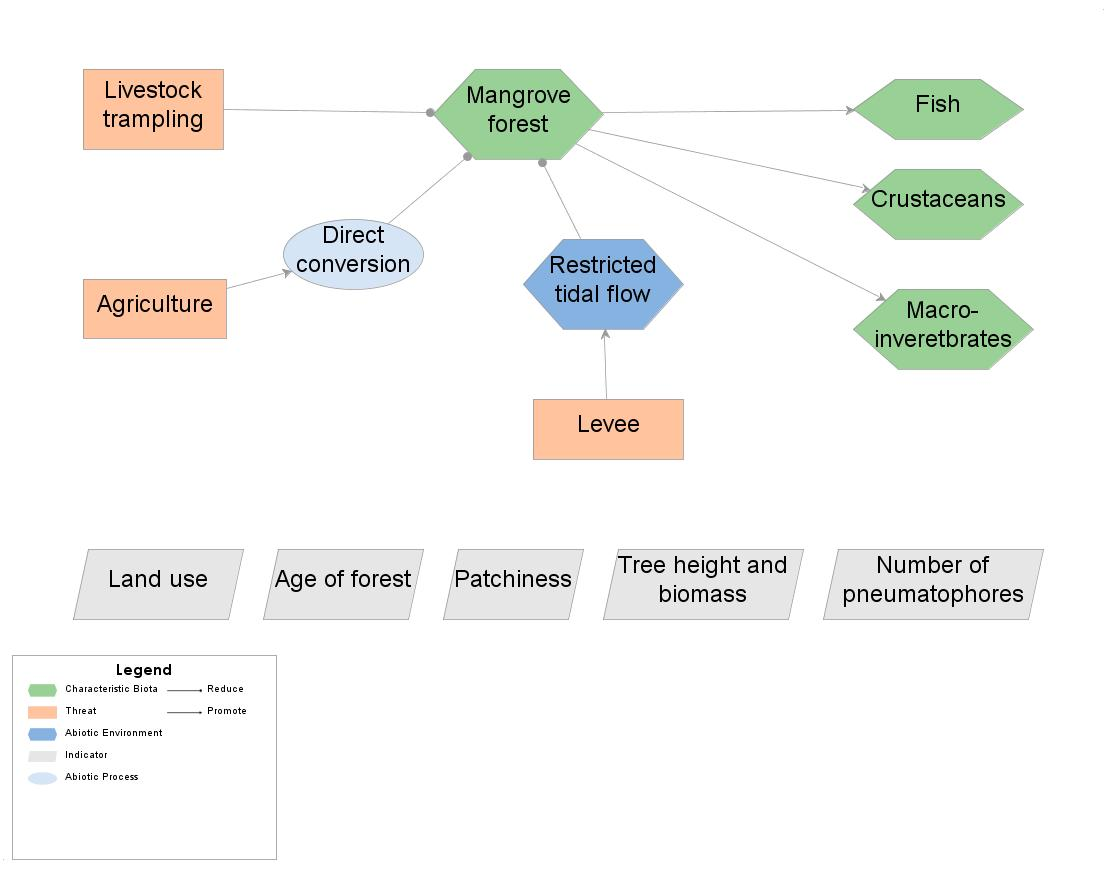 Livestock
trampling
Mangrove
forest
Fish
Crustaceans
Direct
conversion
Restricted
tidal flow
Agriculture
Macro-
inveretbrates
Levee
Land use
Age of forest
Patchiness
Tree height and
biomass
Number of
pneumatophores
Legend
Characteristic Biota
Reduce
Threat
Promote
Abiotic Environment
Indicator
Abiotic Process